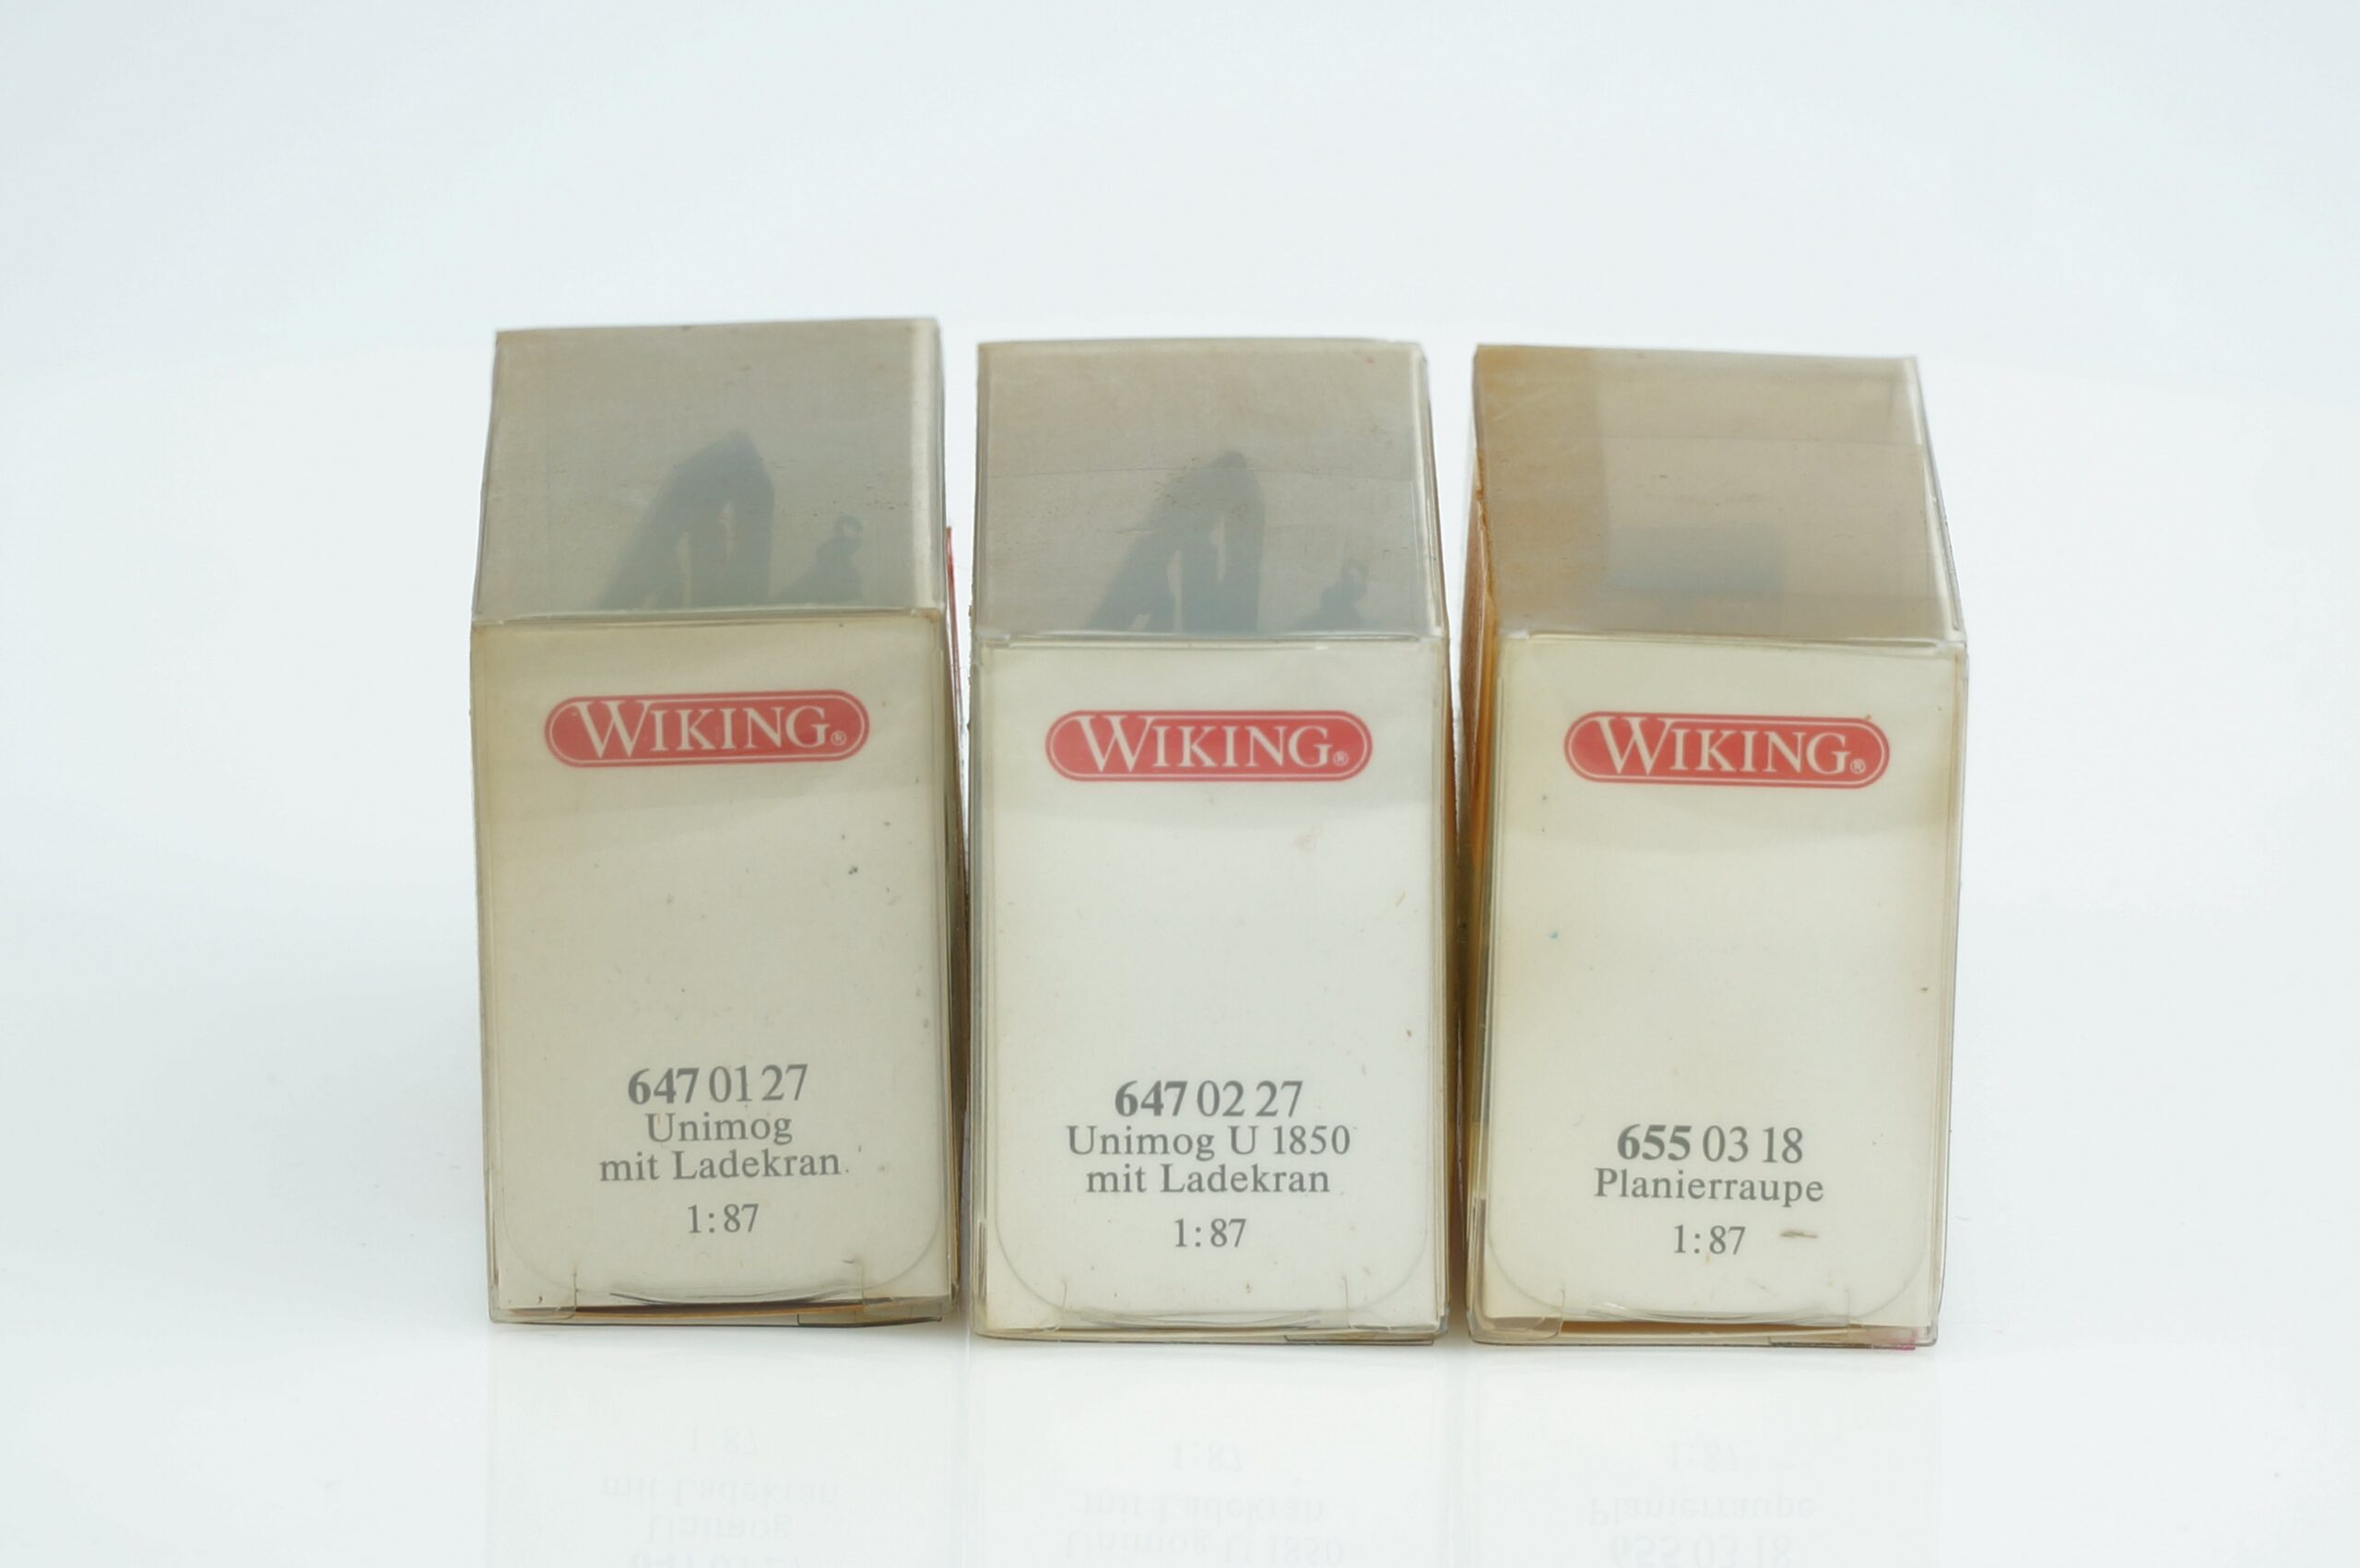 WIKING®
647 01 27
Unimog
mit Ladekran
1:87
WIKING®
647 02 27
Unimog U 1850
mit Ladekran
1:87
WIKING®
655 03 18
Planierraupe
1:87